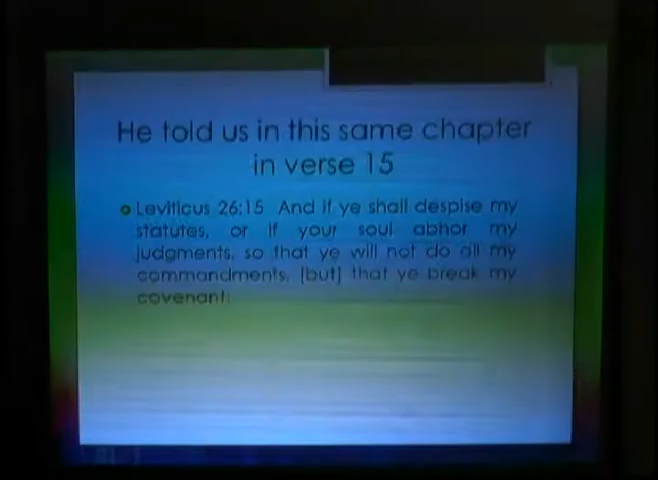 He told us in this same chapter
in verse 15
Leviticus 26:15 And if ye shall despise my
statutes, or if your soul abhor my
judgments, so that ye will not do all my
commandments, [but] that ye break my
covenant: